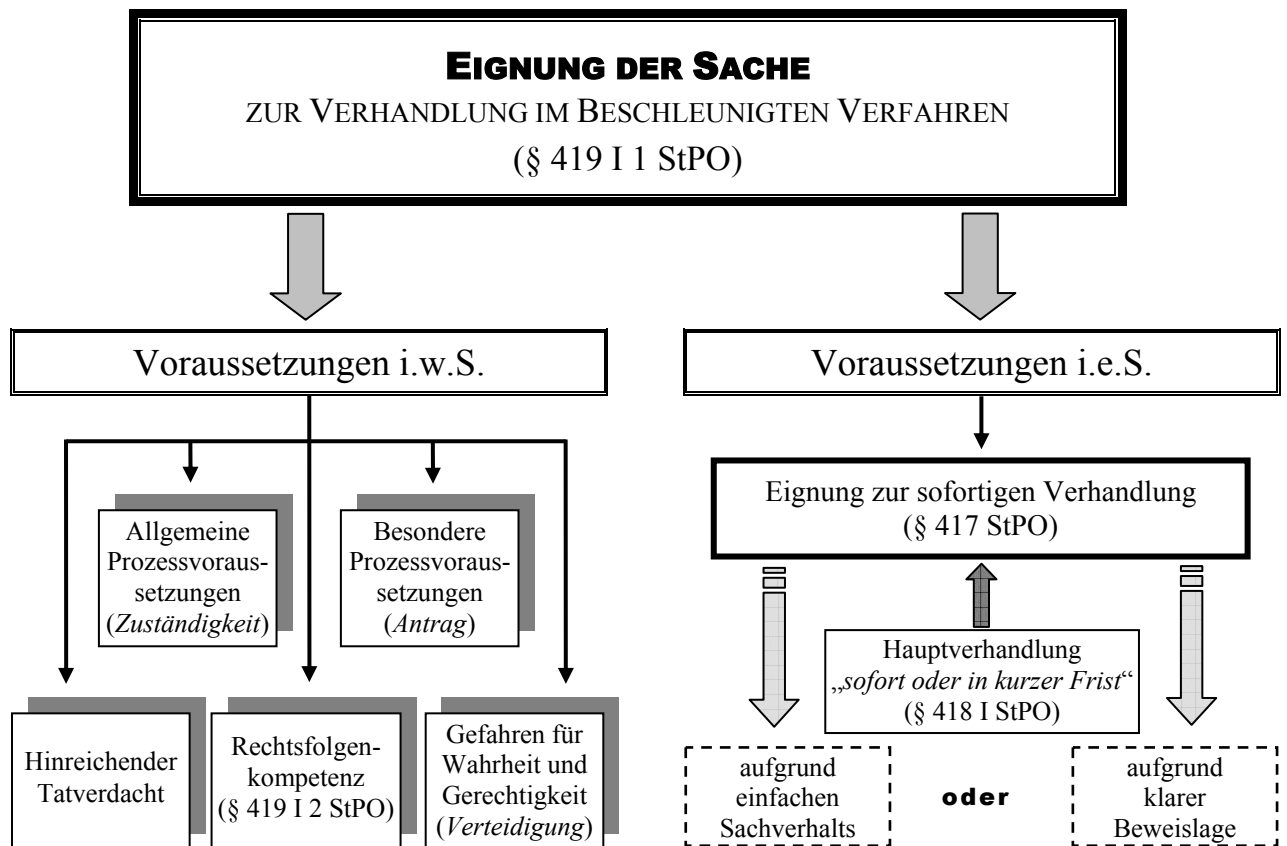 EIGNUNG DER SACHE
ZUR VERHANDLUNG IM BESCHLEUNIGTEN VERFAHREN
(§ 419 I 1 StPO)
Voraussetzungen i.w.S.
Allgemeine
Prozessvoraus-
setzungen
(Zuständigkeit)
Besondere
Prozessvoraus-
setzungen
(Antrag)
Hinreichender
Tatverdacht
Rechtsfolgen-
kompetenz
(§ 419 I 2 StPO)
Gefahren für
Wahrheit und
Gerechtigkeit
(Verteidigung)
Voraussetzungen i.e.S.
Eignung zur sofortigen Verhandlung
(§ 417 StPO)
Hauptverhandlung
„sofort oder in kurzer Frist“
(§ 418 I StPO)
aufgrund
einfachen
Sachverhalts
oder
aufgrund
klarer
Beweislage